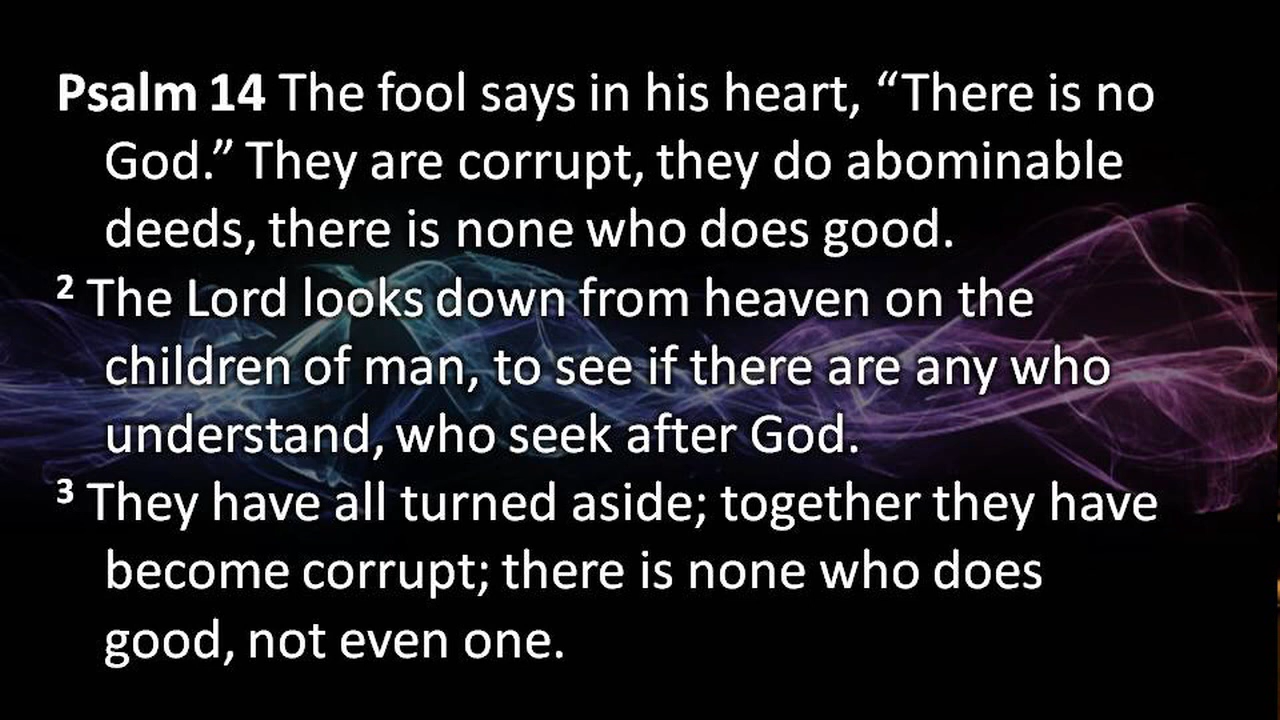 Psalm 14 The fool says in his heart, “There is no
God.” They are corrupt, they do abominable
deeds, there is none who does good.
² The Lord looks down from heaven on the
children of man, to see if there are any who
understand, who seek after God.
³ They have all turned aside; together they have
become corrupt; there is none who does
good, not even one.